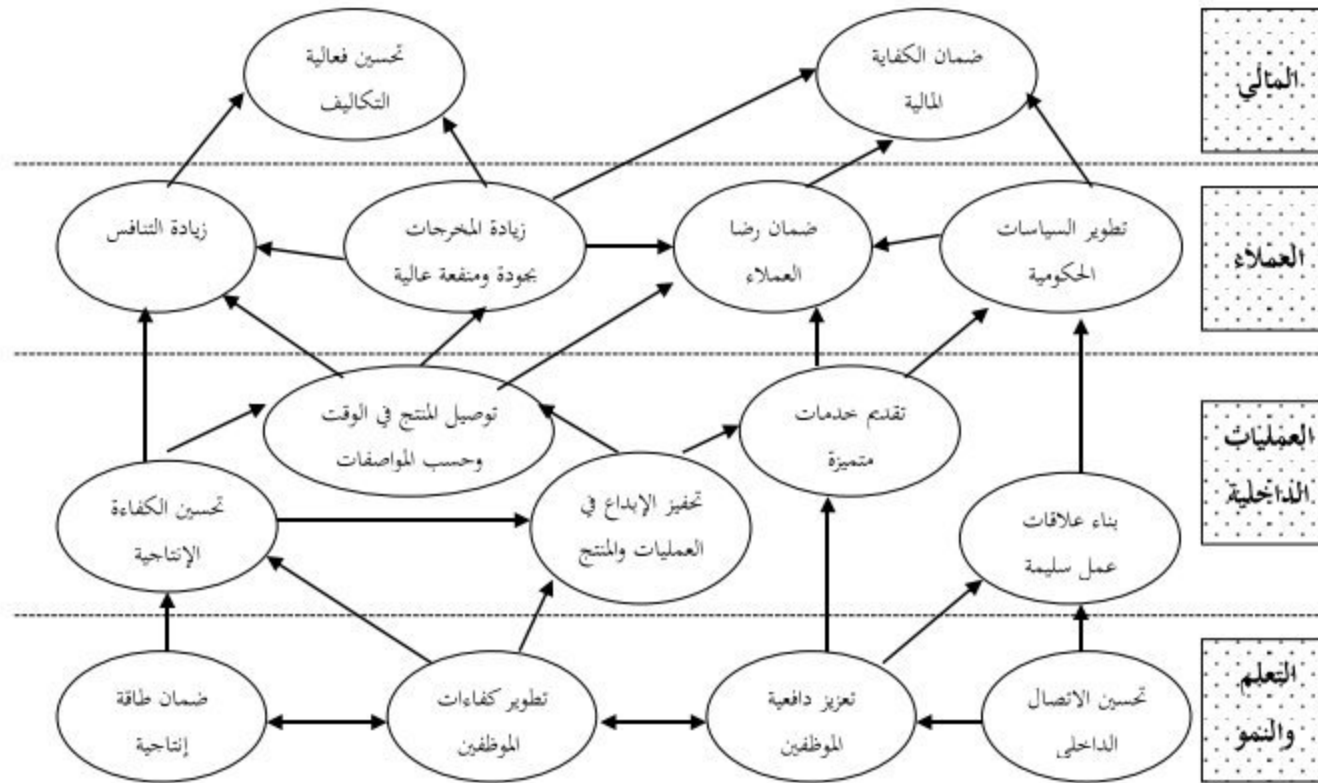 المالي
ضمان الكفاية
المالية
تحسين فعالية
التكاليف
العملاء
تطوير السياسات
الحكومية
ضمان رضا
العملاء
زيادة المخرجات
بجودة ومنفعة عالية
زيادة التنافس
العمليات
الداخلية
تقديم خدمات
متميزة
توصيل المنتج في الوقت
وحسب المواصفات
بناء علاقات
عمل سليمة
تحفيز الإبداع في
العمليات والمنتج
تحسين الكفاءة
الإنتاجية
التعلم
والنمو
تحسين الاتصال
الداخلي
تعزيز دافعية
الموظفين
تطوير كفاءات
الموظفين
ضمان طاقة
إنتاجية